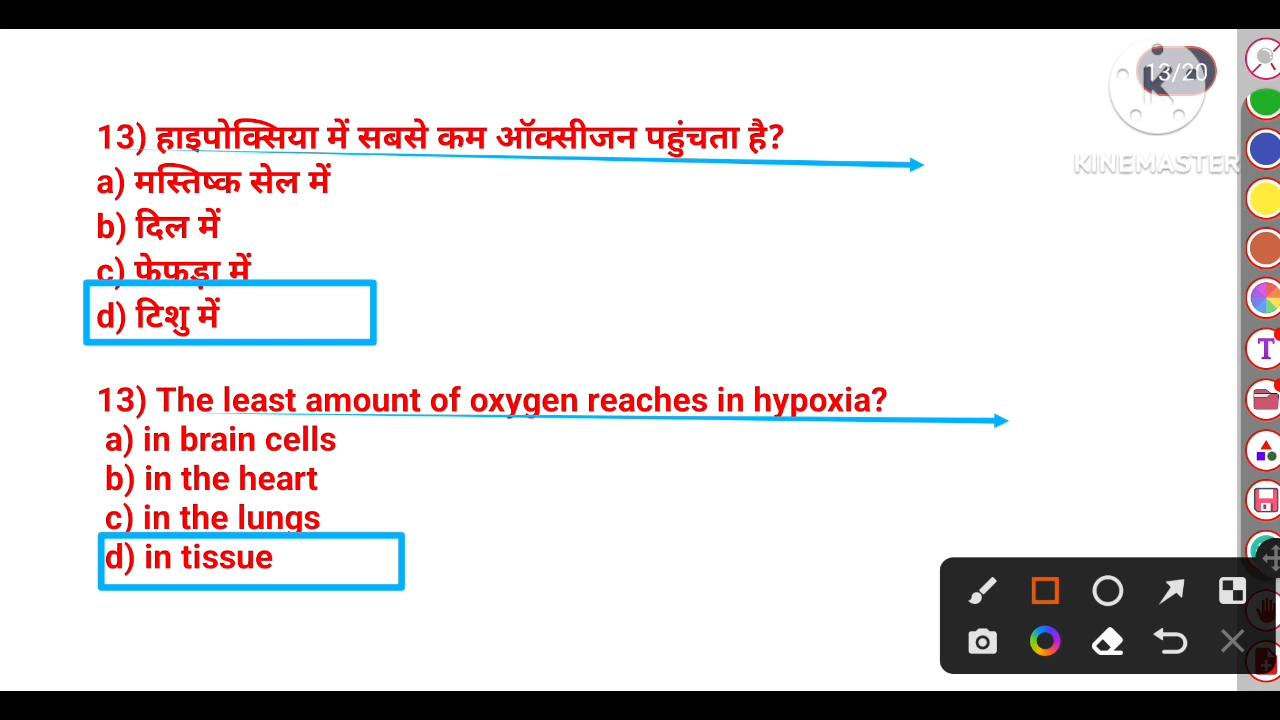 13/20
KINEMASTER
13) हाइपोक्सिया में सबसे कम ऑक्सीजन पहुंचता है?
a) मस्तिष्क सेल में
b) दिल में
c) फेफड़ा में
d) टिशु में
13) The least amount of oxygen reaches in hypoxia?
a) in brain cells
b) in the heart
c) in the lungs
d) in tissue
T